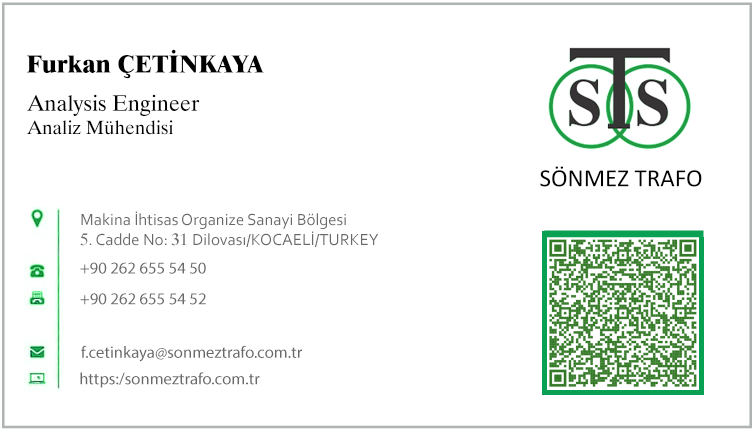 Furkan ÇETİNKAYA
Analysis Engineer
Analiz Mühendisi
STS
SÖNMEZ TRAFO
Makina İhtisas Organize Sanayi Bölgesi
5. Cadde No: 31 Dilovası/KOCAELİ/TURKEY
+90 262 655 54 50
+90 262 655 54 52
f.cetinkaya@sonmeztrafo.com.tr
https:/sonmeztrafo.com.tr